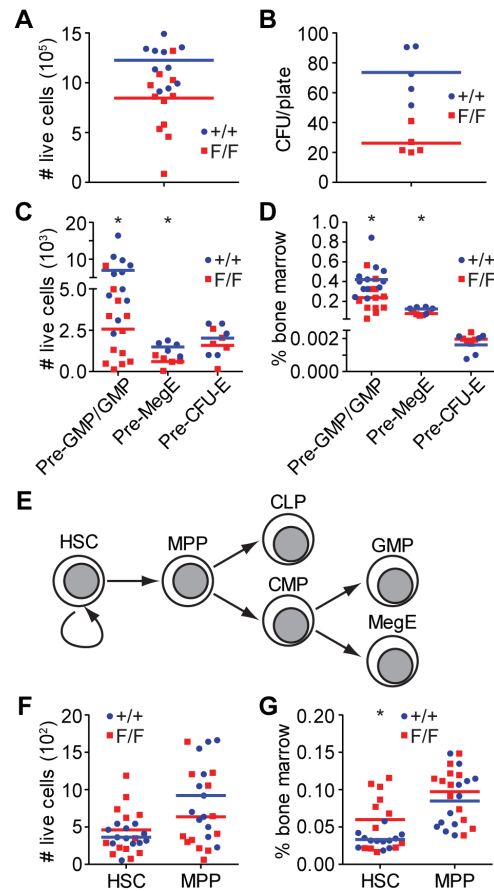 A
# live cells (10⁵)
15
10
5
0
+/+
F/F
B
CFU/plate
100
80
60
40
20
0
+/+
F/F
C
# live cells (10³)
20
10
5.0
2.5
0
*
*
+/+
F/F
Pre-GMP/GMP
Pre-MegE
Pre-CFU-E
D
% bone marrow
1.0
0.8
0.6
0.4
0.2
0.002
0.000
*
*
+/+
F/F
Pre-GMP/GMP
Pre-MegE
Pre-CFU-E
E
HSC
MPP
CLP
CMP
GMP
MegE
F
# live cells (10²)
20
15
10
5
0
+/+
F/F
HSC
MPP
G
% bone marrow
0.20
0.15
0.10
0.05
0.00
*
+/+
F/F
HSC
MPP